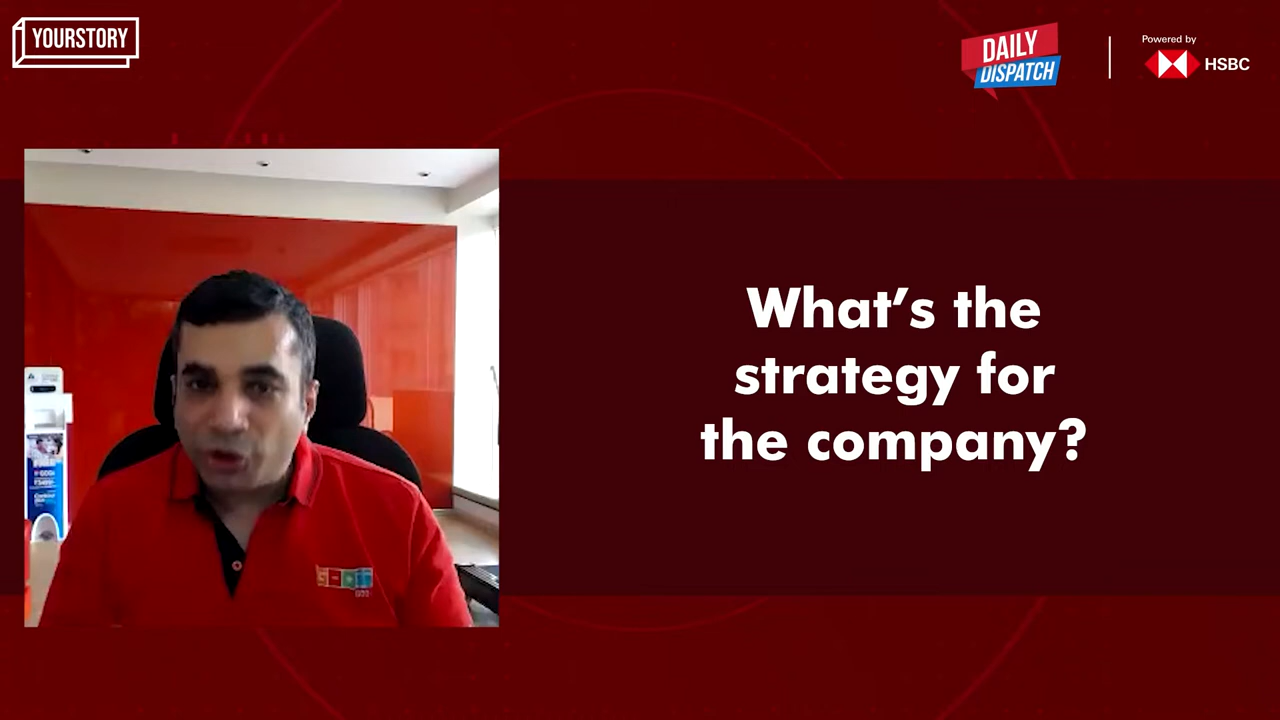 YOURSTORY
DAILY
DISPATCH
Powered by
HSBC
What's the
strategy for
the company?